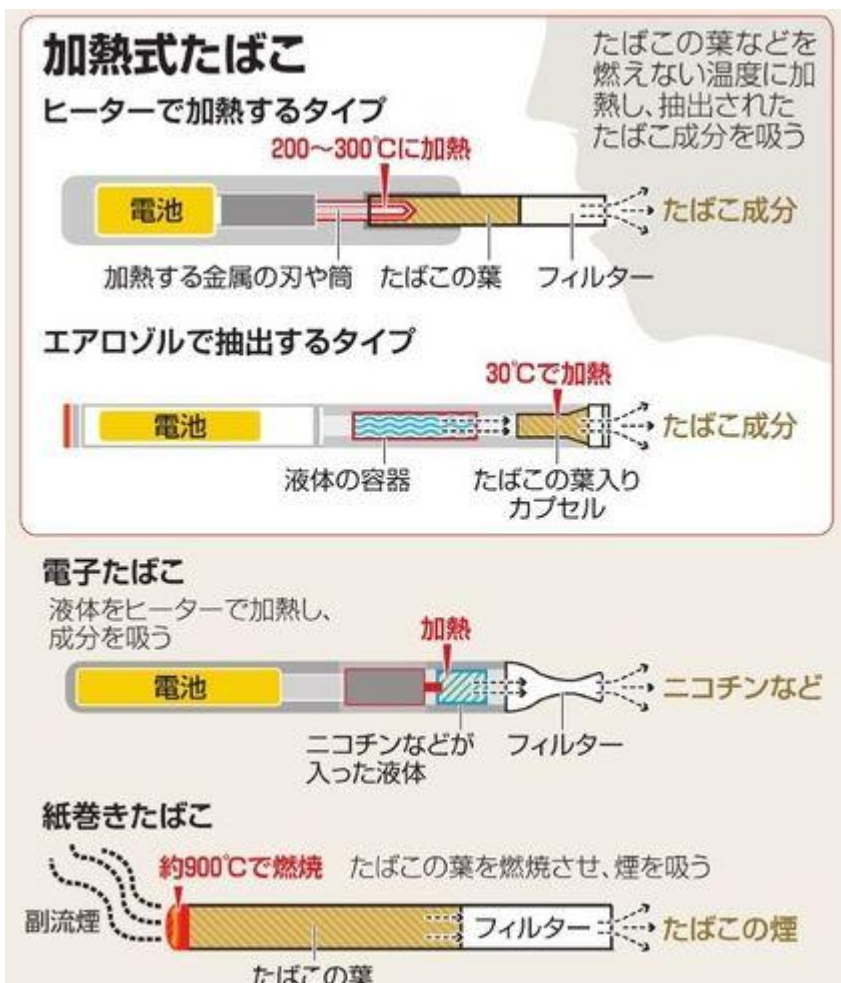 加熱式たばこ
たばこの葉などを
燃えない温度に加
熱し、抽出された
たばこ成分を吸う
ヒーターで加熱するタイプ
200〜300℃に加熱
電池
たばこ成分
加熱する金属の刃や筒
たばこの葉
フィルター
エアロゾルで抽出するタイプ
30℃で加熱
電池
たばこ成分
液体の容器
たばこの葉入り
カプセル
電子たばこ
液体をヒーターで加熱し、
成分を吸う
加熱
電池
ニコチンなど
ニコチンなどが
入った液体
フィルター
紙巻きたばこ
約900℃で燃焼
たばこの葉を燃焼させ、煙を吸う
副流煙
フィルター
たばこの煙
たばこの葉